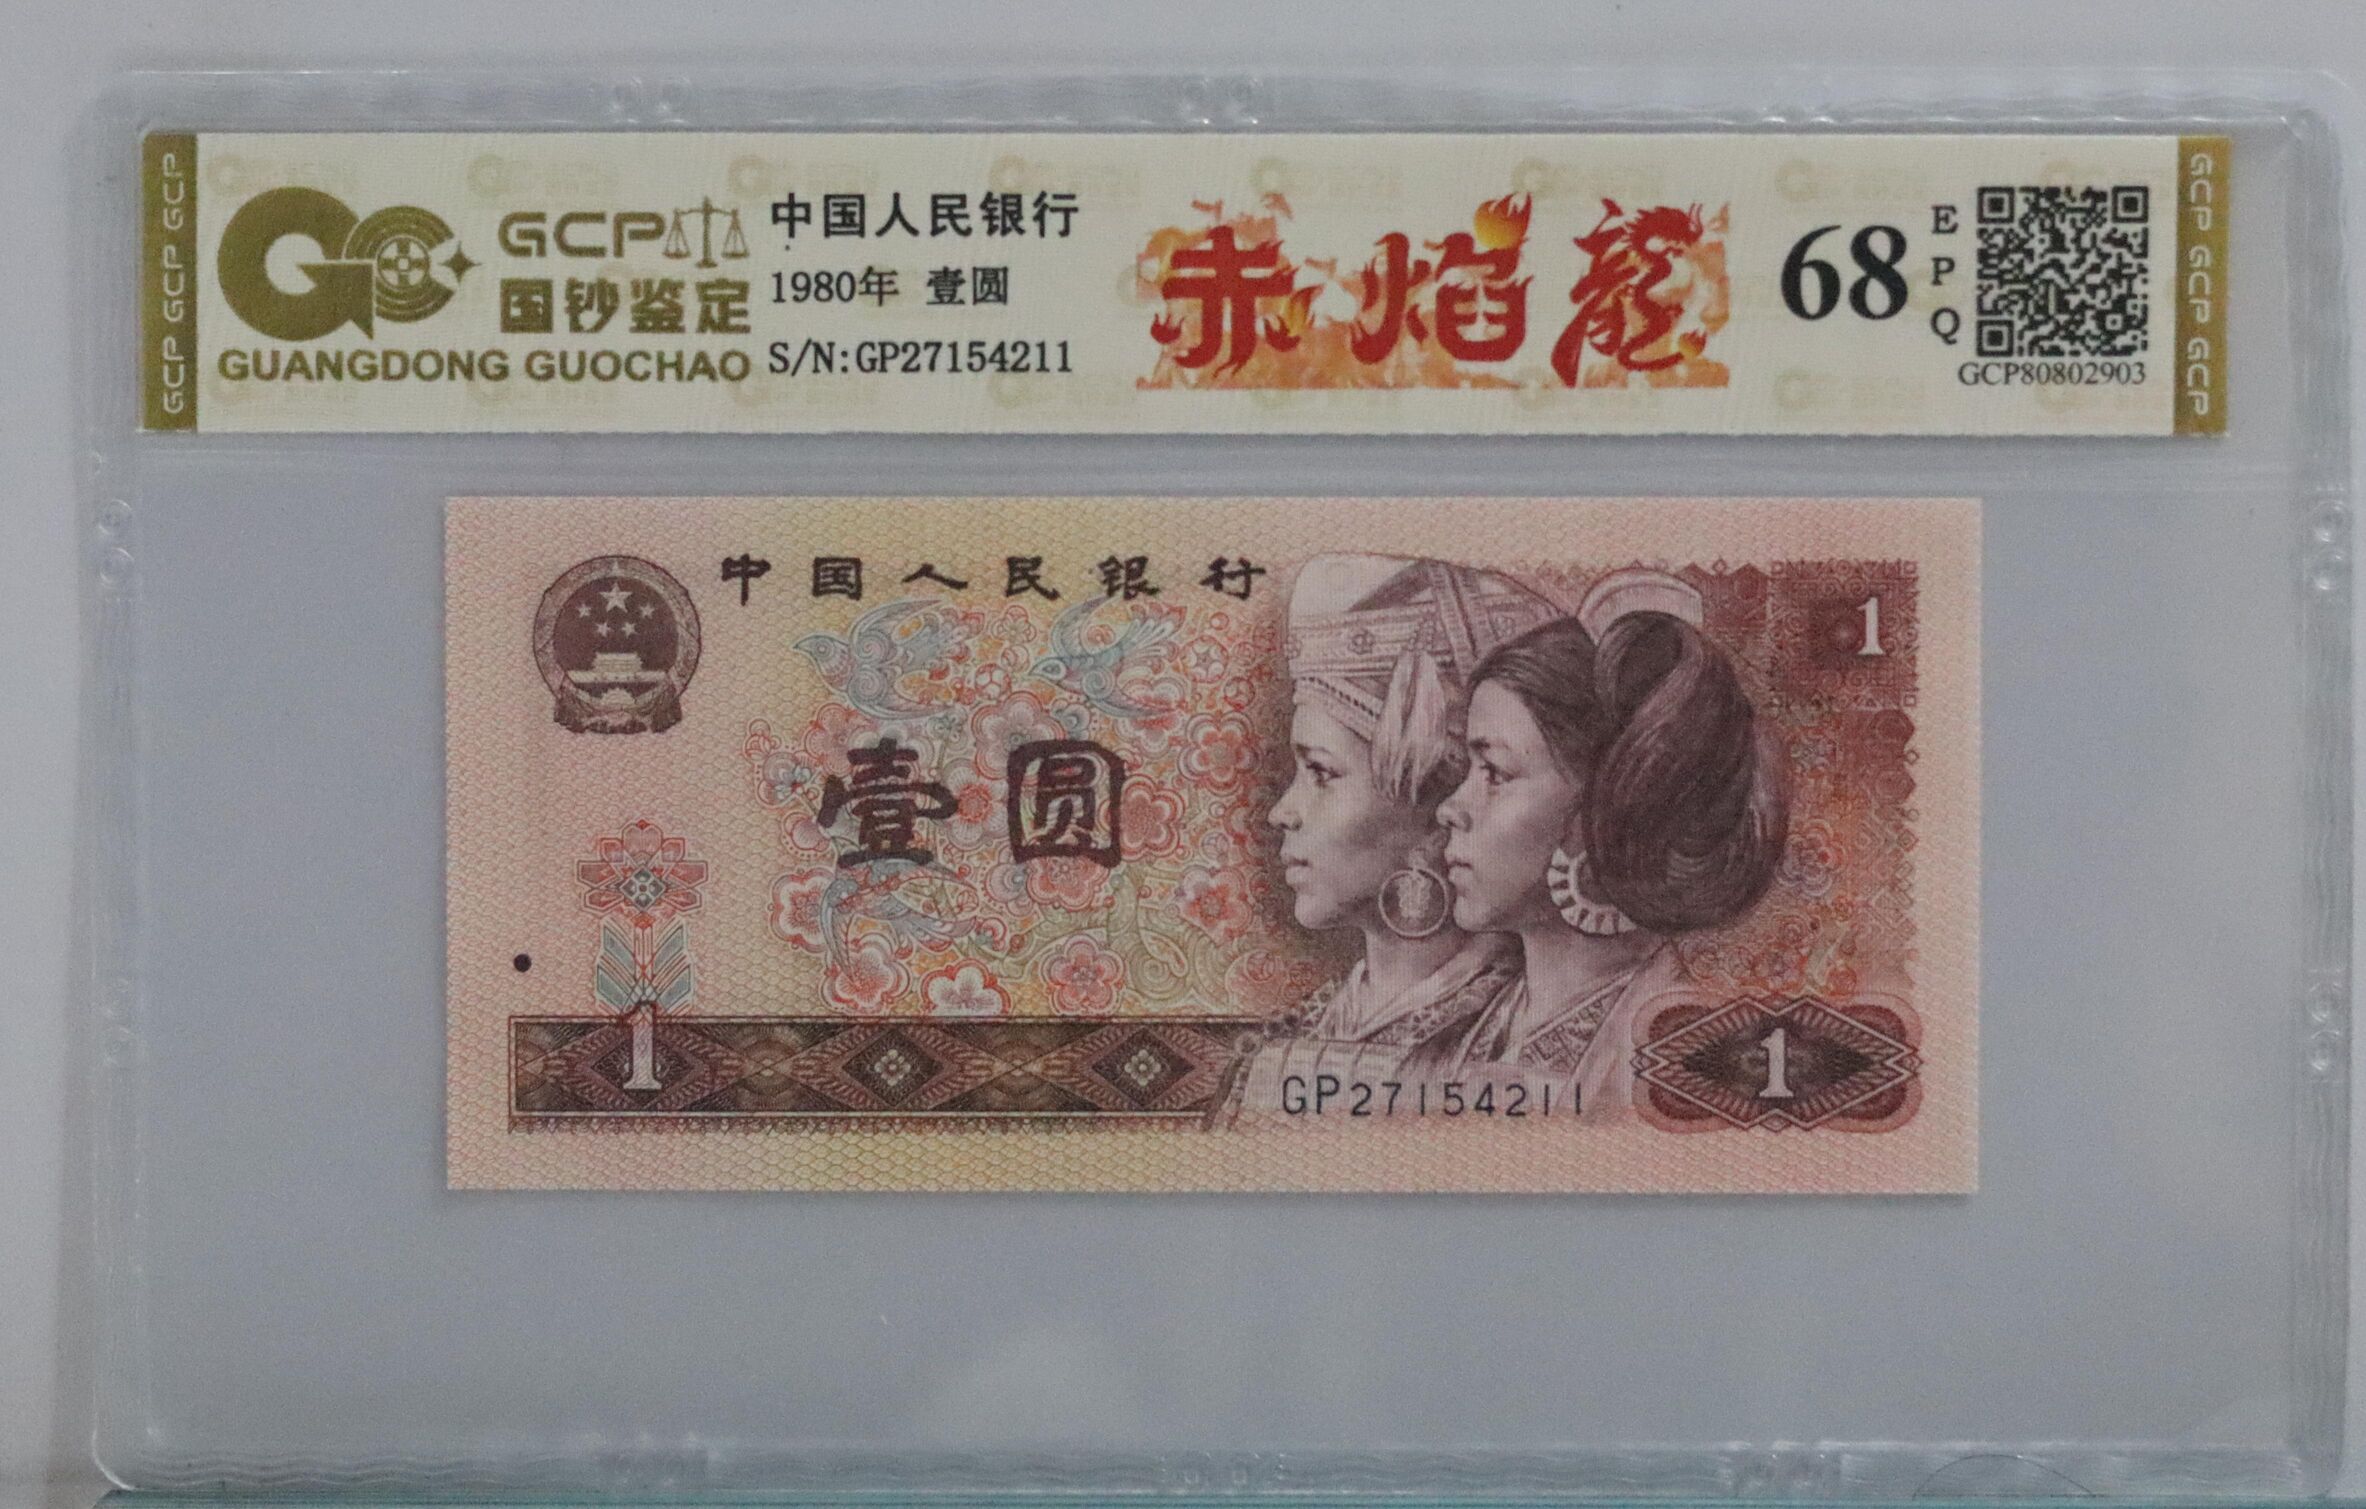 GCP GCP GCP
GCP
国钞鉴定
GUANGDONG GUOCHAO
中国人民银行
1980年 壹圆
S/N:GP27154211
赤焰龍
68
EPQ
GCP80802903
GCP GCP GCP
中国人民银行
1
壹圆
1
GP27154211
1